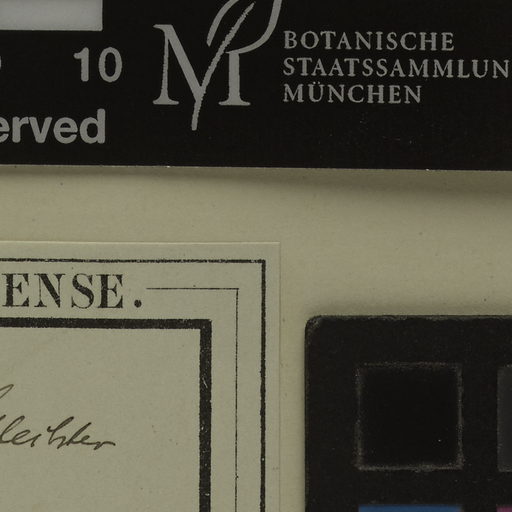 10
erved
M
BOTANISCHE
STAATSSAMMLUN
MÜNCHEN
ENSE.